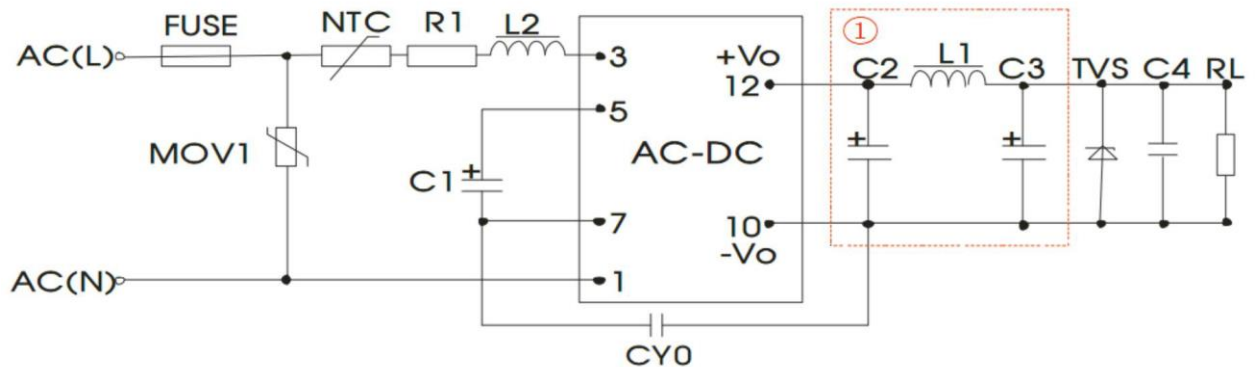 FUSE NTC R1 L2
AC(L) 3 +Vo ① C2 L1 C3 TVS C4 RL
12
5
MOV1 C1 + AC-DC + +
7 10
-Vo
AC(N) 1
CY0